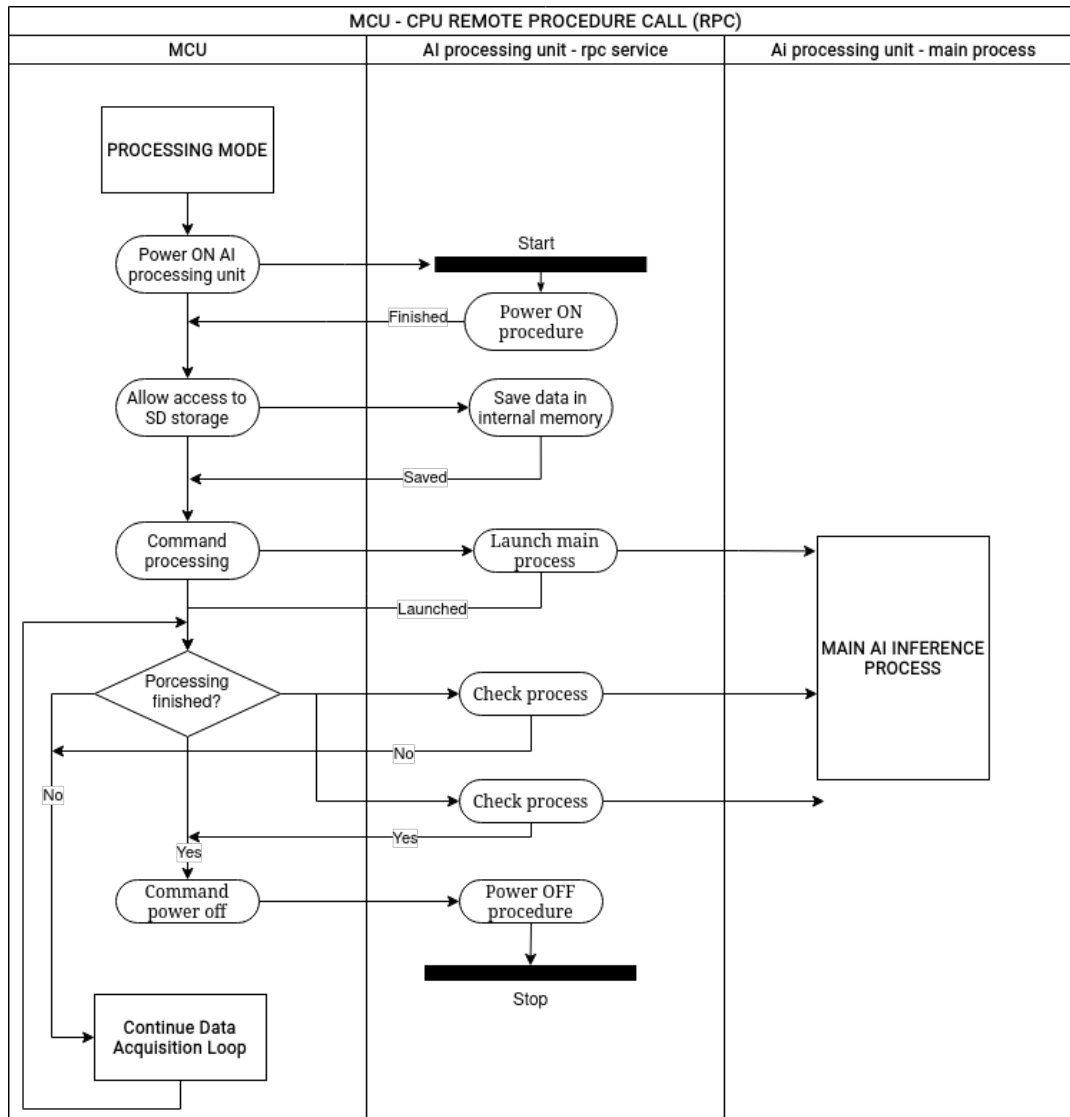 MCU - CPU REMOTE PROCEDURE CALL (RPC)
MCU
AI processing unit - rpc service
Ai processing unit - main process
PROCESSING MODE
Power ON AI
processing unit
Start
Finished
Power ON
procedure
Allow access to
SD storage
Save data in
internal memory
Saved
Command
processing
Launch main
process
Launched
MAIN AI INFERENCE
PROCESS
Porcessing
finished?
Check process
No
No
Check process
Yes
Yes
Command
power off
Power OFF
procedure
Stop
Continue Data
Acquisition Loop